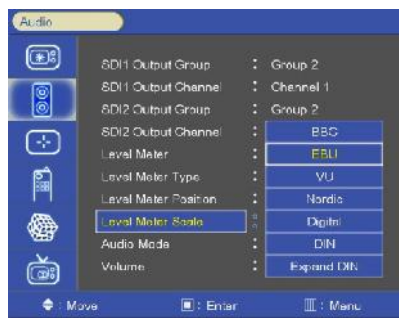 Audio
SDI1 Output Group : Group 2
SDI1 Output Channel : Channel 1
SDI2 Output Group : Group 2
SDI2 Output Channel : BBC
Level Meter : EBU
Level Meter Type : VU
Level Meter Position : Nordic
Level Meter Scale : Digital
Audio Mode : DIN
Volume : Expand DIN
: Move : Enter : Menu